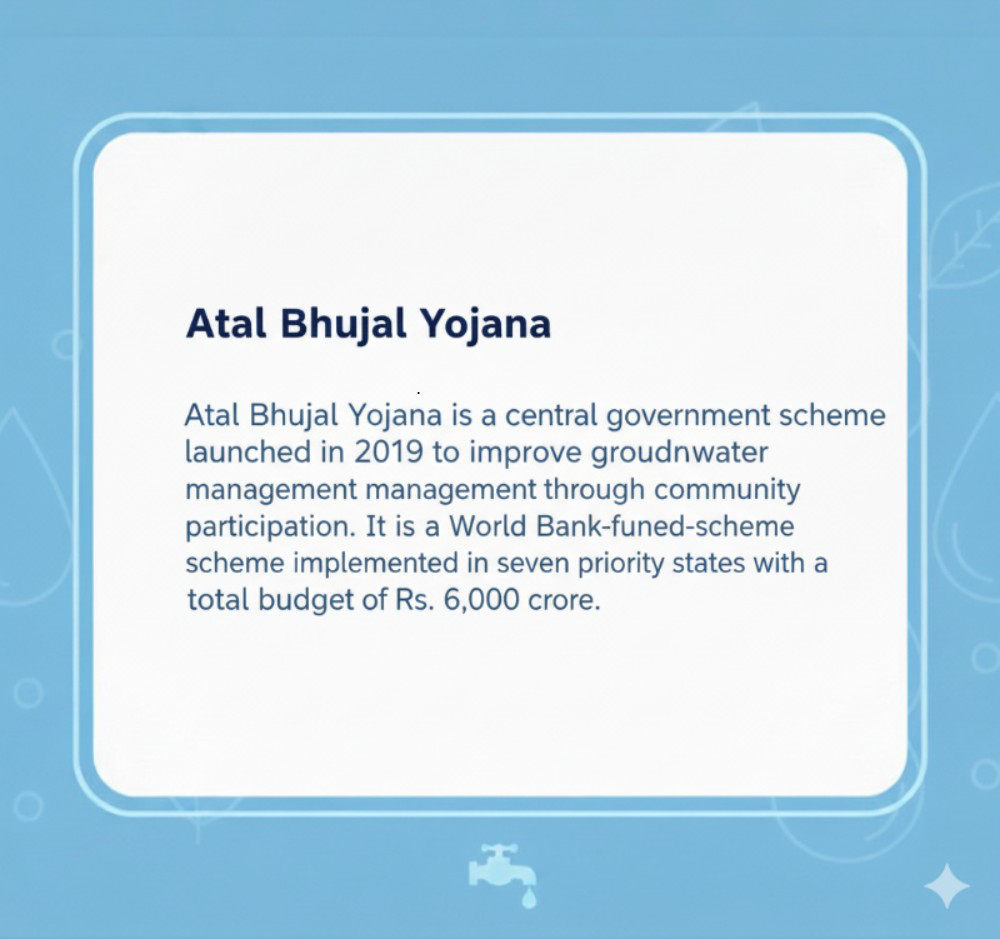 Atal Bhujal Yojana
Atal Bhujal Yojana is a central government scheme
launched in 2019 to improve groudnwater
management management through community
participation. It is a World Bank-funed-scheme
scheme implemented in seven priority states with a
total budget of Rs. 6,000 crore.